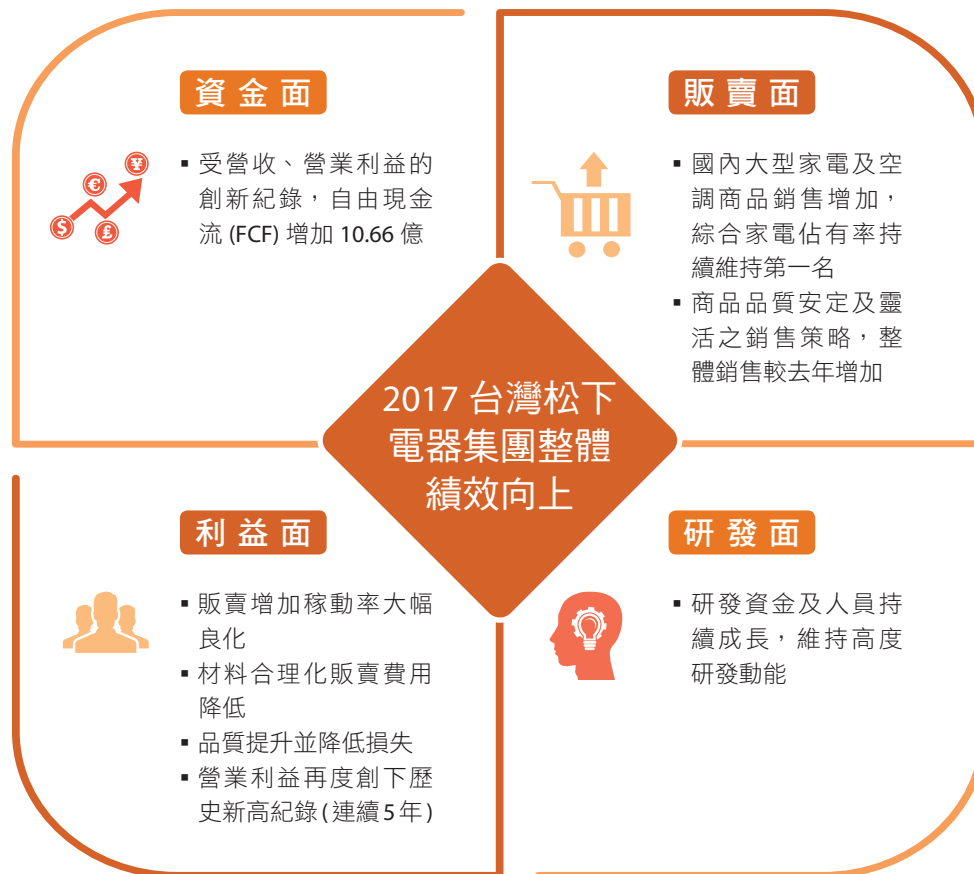 資金面
▪ 受營收、營業利益的
創新紀錄，自由現金
流 (FCF) 增加 10.66 億
販賣面
▪ 國內大型家電及空
調商品銷售增加，
綜合家電佔有率持
續維持第一名
▪ 商品品質安定及靈
活之銷售策略，整
體銷售較去年增加
2017 台灣松下
電器集團整體
績效向上
利益面
▪ 販賣增加稼動率大幅
良化
▪ 材料合理化販賣費用
降低
▪ 品質提升並降低損失
▪ 營業利益再度創下歷
史新高紀錄 ( 連續 5 年 )
研發面
▪ 研發資金及人員持
續成長，維持高度
研發動能
$
€
£
¥